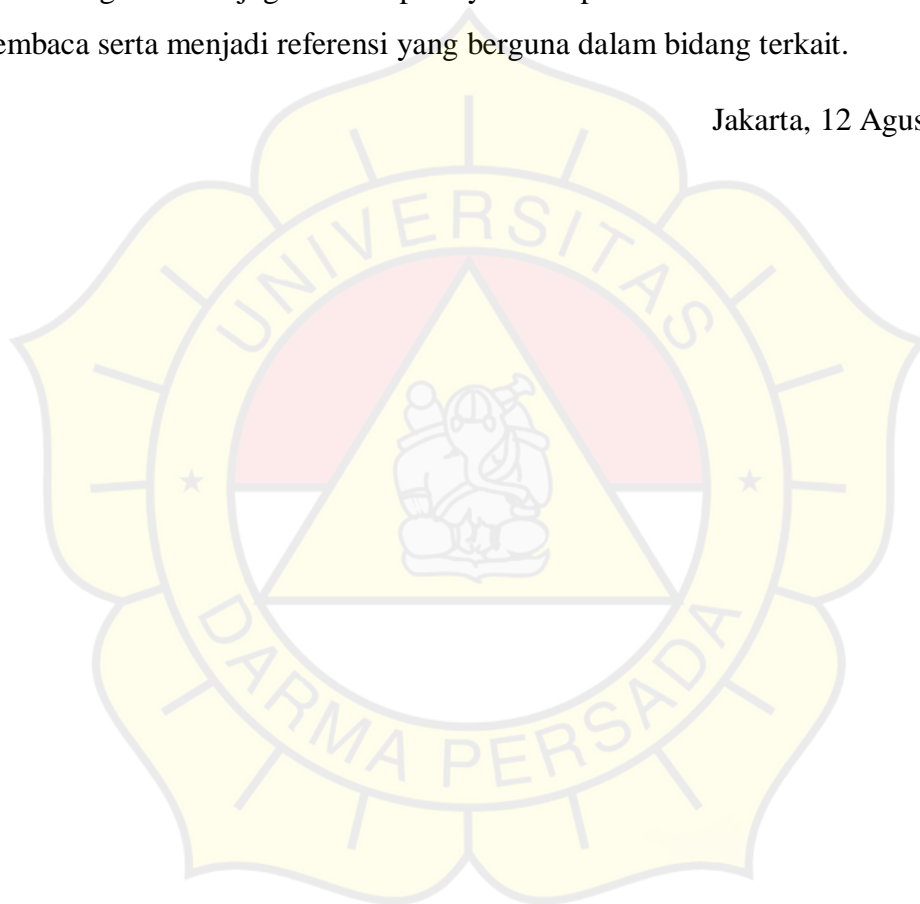 embaca serta menjadi referensi yang berguna dalam bidang terkait.
Jakarta, 12 Agus
UNIVERSITAS
DARMA PERSADA